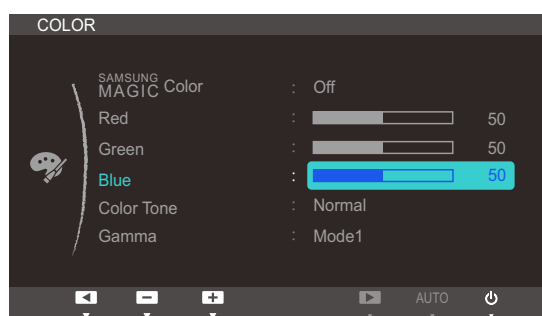 COLOR
SAMSUNG MAGIC Color : Off
Red : 50
Green : 50
Blue : 50
Color Tone : Normal
Gamma : Mode1
AUTO